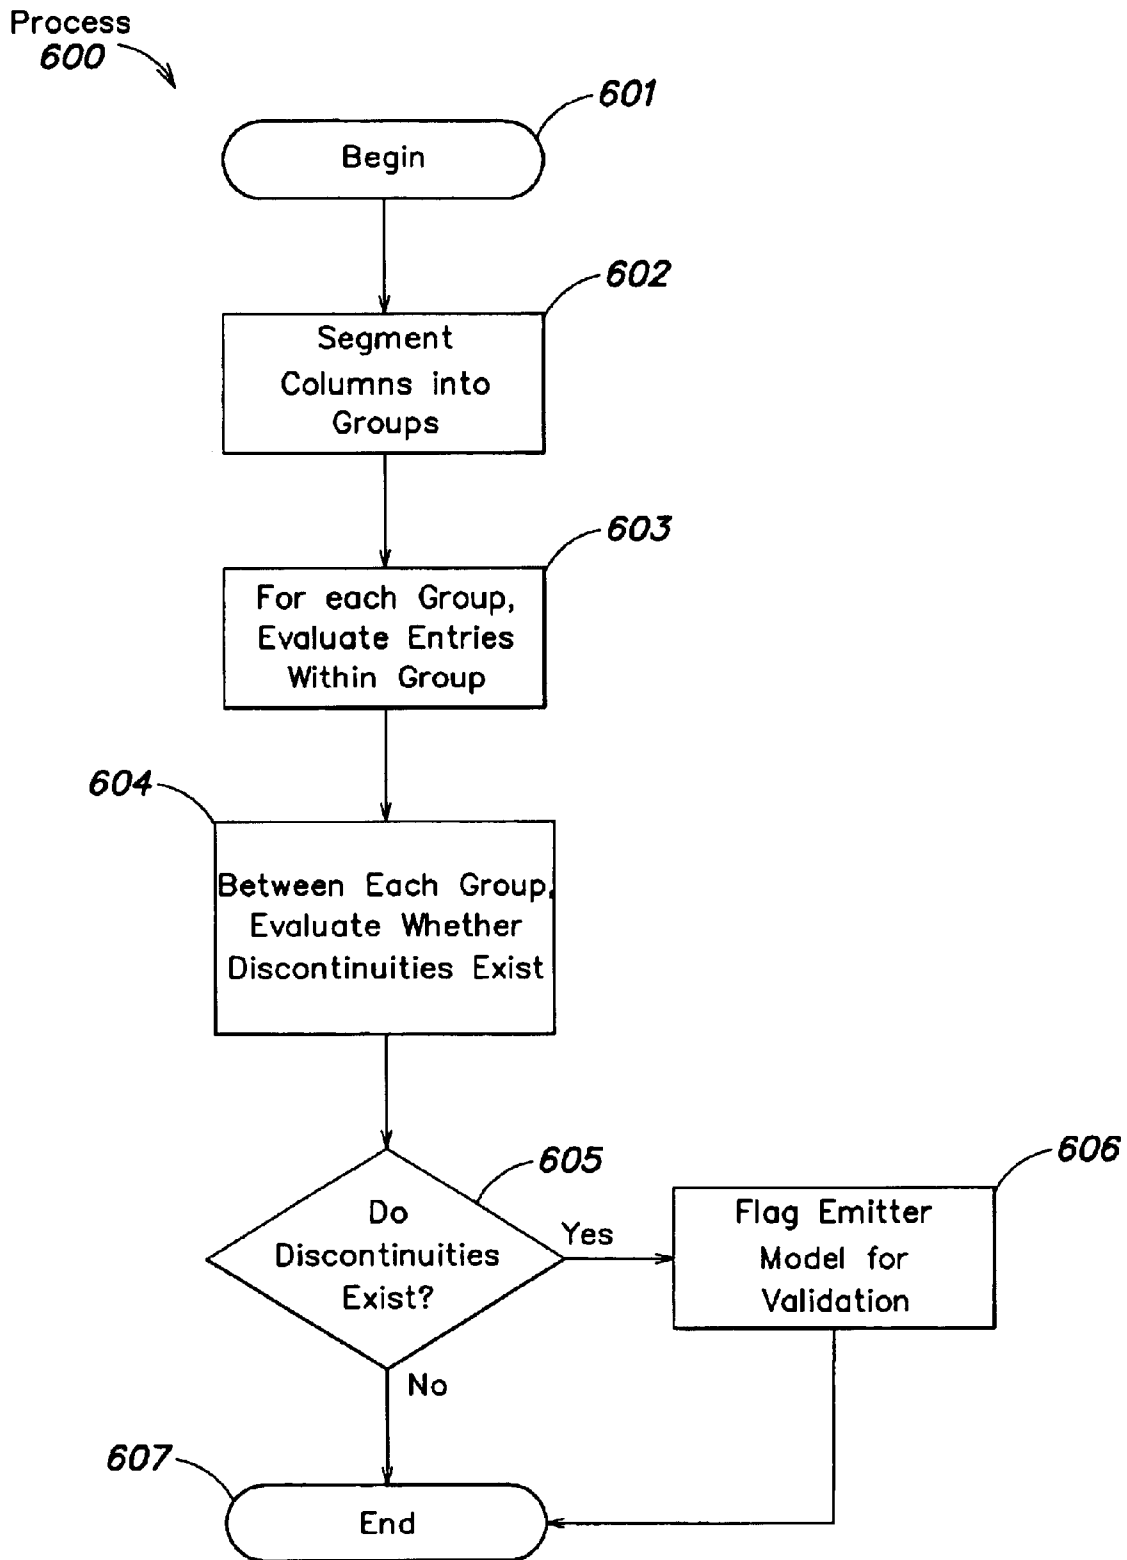 Process
600
601
Begin
602
Segment
Columns into
Groups
603
For each Group,
Evaluate Entries
Within Group
604
Between Each Group,
Evaluate Whether
Discontinuities Exist
605
Do
Discontinuities
Exist?
Yes
606
Flag Emitter
Model for
Validation
No
607
End